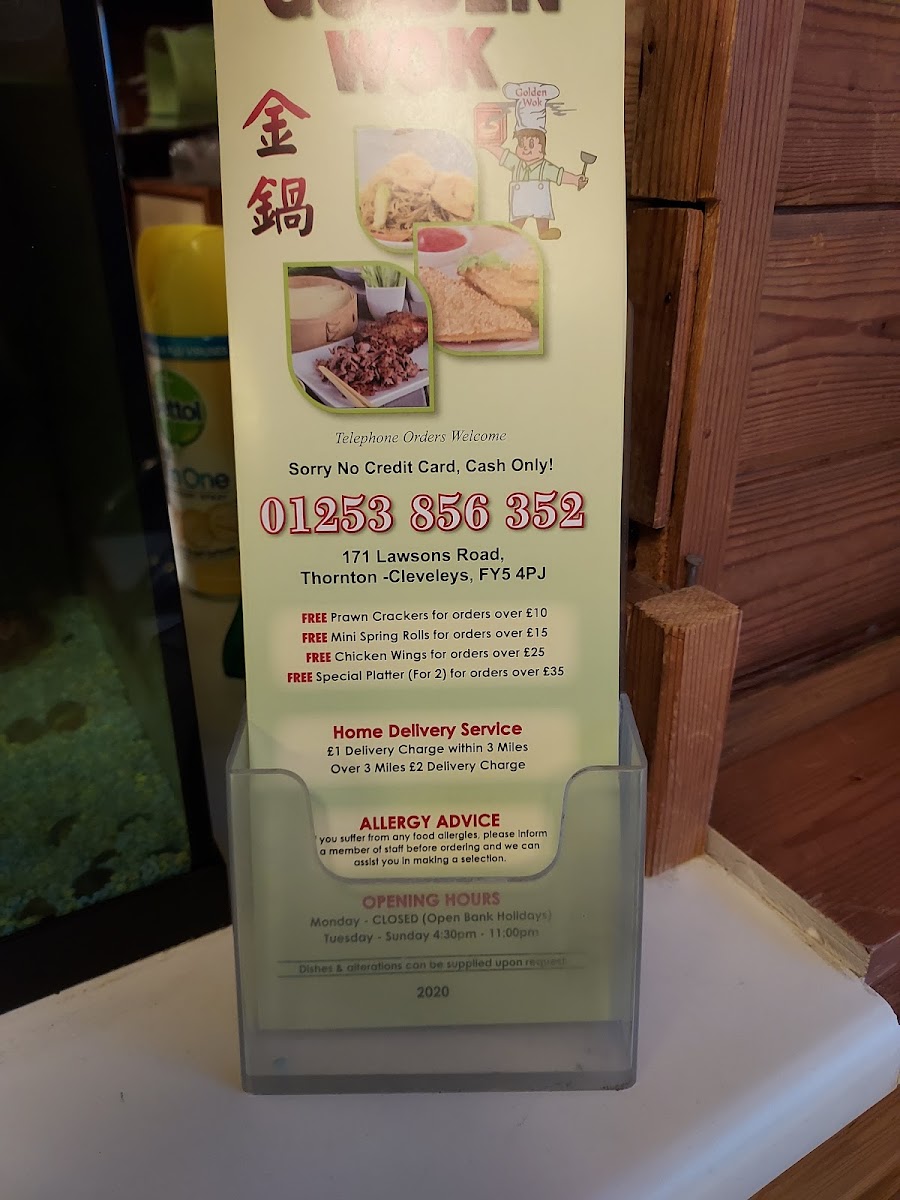 GOLDEN
WOK
金
鍋
Golden
Wok
Telephone Orders Welcome
Sorry No Credit Card, Cash Only!
01253 856 352
171 Lawsons Road,
Thornton -Cleveleys, FY5 4PJ
FREE Prawn Crackers for orders over £10
FREE Mini Spring Rolls for orders over £15
FREE Chicken Wings for orders over £25
FREE Special Platter (For 2) for orders over £35
Home Delivery Service
£1 Delivery Charge within 3 Miles
Over 3 Miles £2 Delivery Charge
ALLERGY ADVICE
you suffer from any food allergies, please inform
a member of staff before ordering and we can
assist you in making a selection.
OPENING HOURS
Monday - CLOSED (Open Bank Holidays)
Tuesday - Sunday 4:30pm - 11:00pm
Dishes & alterations can be supplied upon request
2020
ettol
One